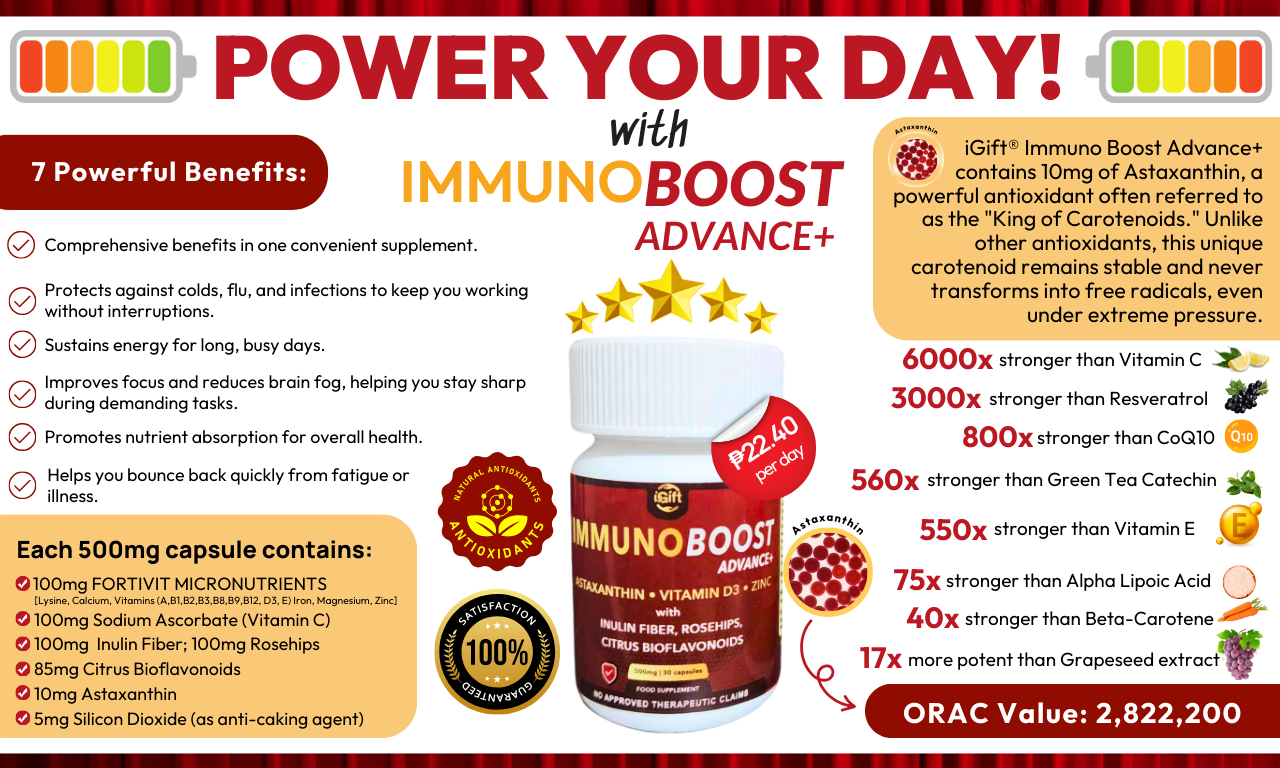 POWER YOUR DAY!
with
IMMUNOBOOST
ADVANCE+
7 Powerful Benefits:
Comprehensive benefits in one convenient supplement.
Protects against colds, flu, and infections to keep you working
without interruptions.
Sustains energy for long, busy days.
Improves focus and reduces brain fog, helping you stay sharp
during demanding tasks.
Promotes nutrient absorption for overall health.
Helps you bounce back quickly from fatigue or
illness.
Each 500mg capsule contains:
100mg FORTIVIT MICRONUTRIENTS
[Lysine, Calcium, Vitamins (A,B1,B2,B3,B8,B9,B12, D3, E) Iron, Magnesium, Zinc]
100mg Sodium Ascorbate (Vitamin C)
100mg Inulin Fiber; 100mg Rosehips
85mg Citrus Bioflavonoids
10mg Astaxanthin
5mg Silicon Dioxide (as anti-caking agent)
NATURAL ANTIOXIDANTS
ANTIOXIDANTS
SATISFACTION
100%
GUARANTEED
₱22.40
per day
iGift
IMMUNOBOOST
ADVANCE+
ASTAXANTHIN • VITAMIN D3 • ZINC
with
INULIN FIBER, ROSEHIPS,
CITRUS BIOFLAVONOIDS
500mg | 30 capsules
FOOD SUPPLEMENT
NO APPROVED THERAPEUTIC CLAIMS
Astaxanthin
Astaxanthin
iGift® Immuno Boost Advance+
contains 10mg of Astaxanthin, a
powerful antioxidant often referred to
as the "King of Carotenoids." Unlike
other antioxidants, this unique
carotenoid remains stable and never
transforms into free radicals, even
under extreme pressure.
6000x stronger than Vitamin C
3000x stronger than Resveratrol
800x stronger than CoQ10
Q10
560x stronger than Green Tea Catechin
550x stronger than Vitamin E
E
75x stronger than Alpha Lipoic Acid
40x stronger than Beta-Carotene
17x more potent than Grapeseed extract
ORAC Value: 2,822,200